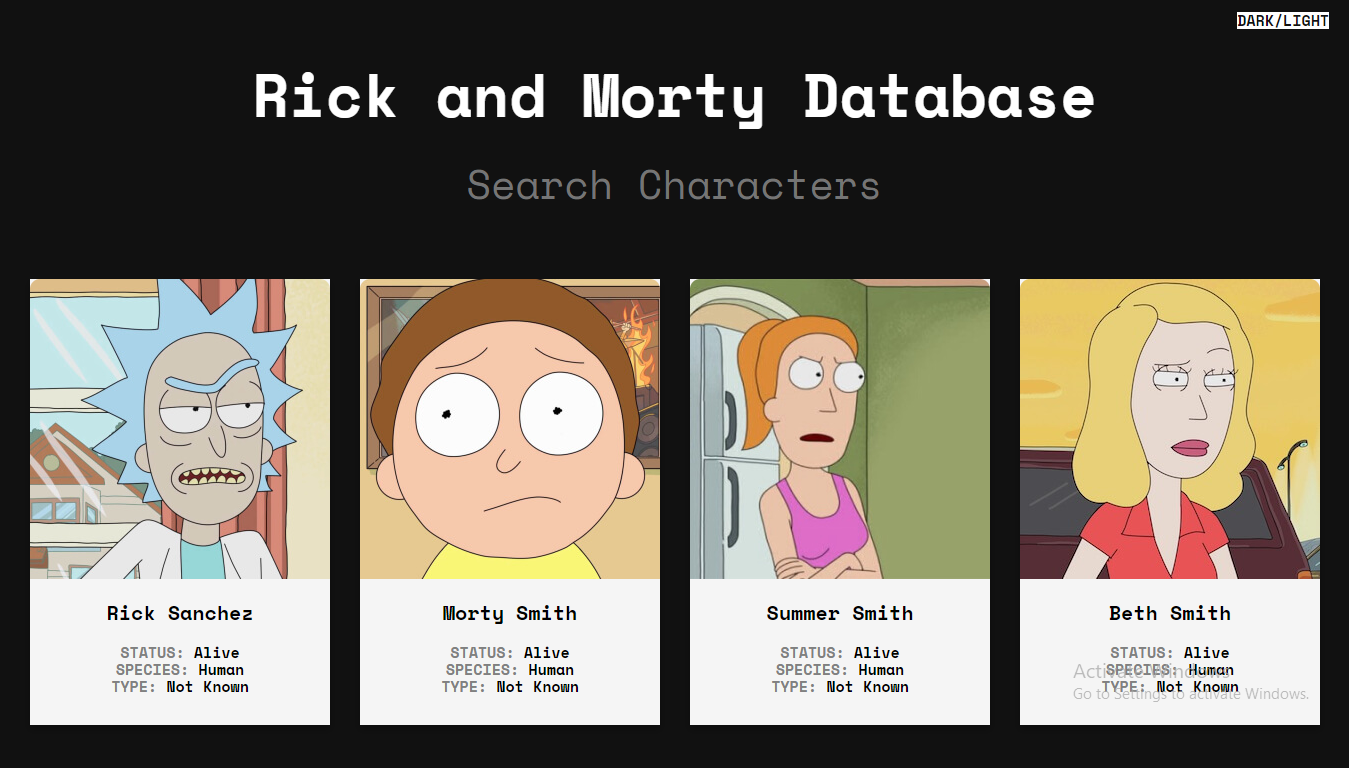 DARK/LIGHT
Rick and Morty Database
Search Characters
Rick Sanchez
STATUS: Alive
SPECIES: Human
TYPE: Not Known
Morty Smith
STATUS: Alive
SPECIES: Human
TYPE: Not Known
Summer Smith
STATUS: Alive
SPECIES: Human
TYPE: Not Known
Beth Smith
STATUS: Alive
SPECIES: Human
TYPE: Not Known
Activate Windows
Go to Settings to activate Windows.